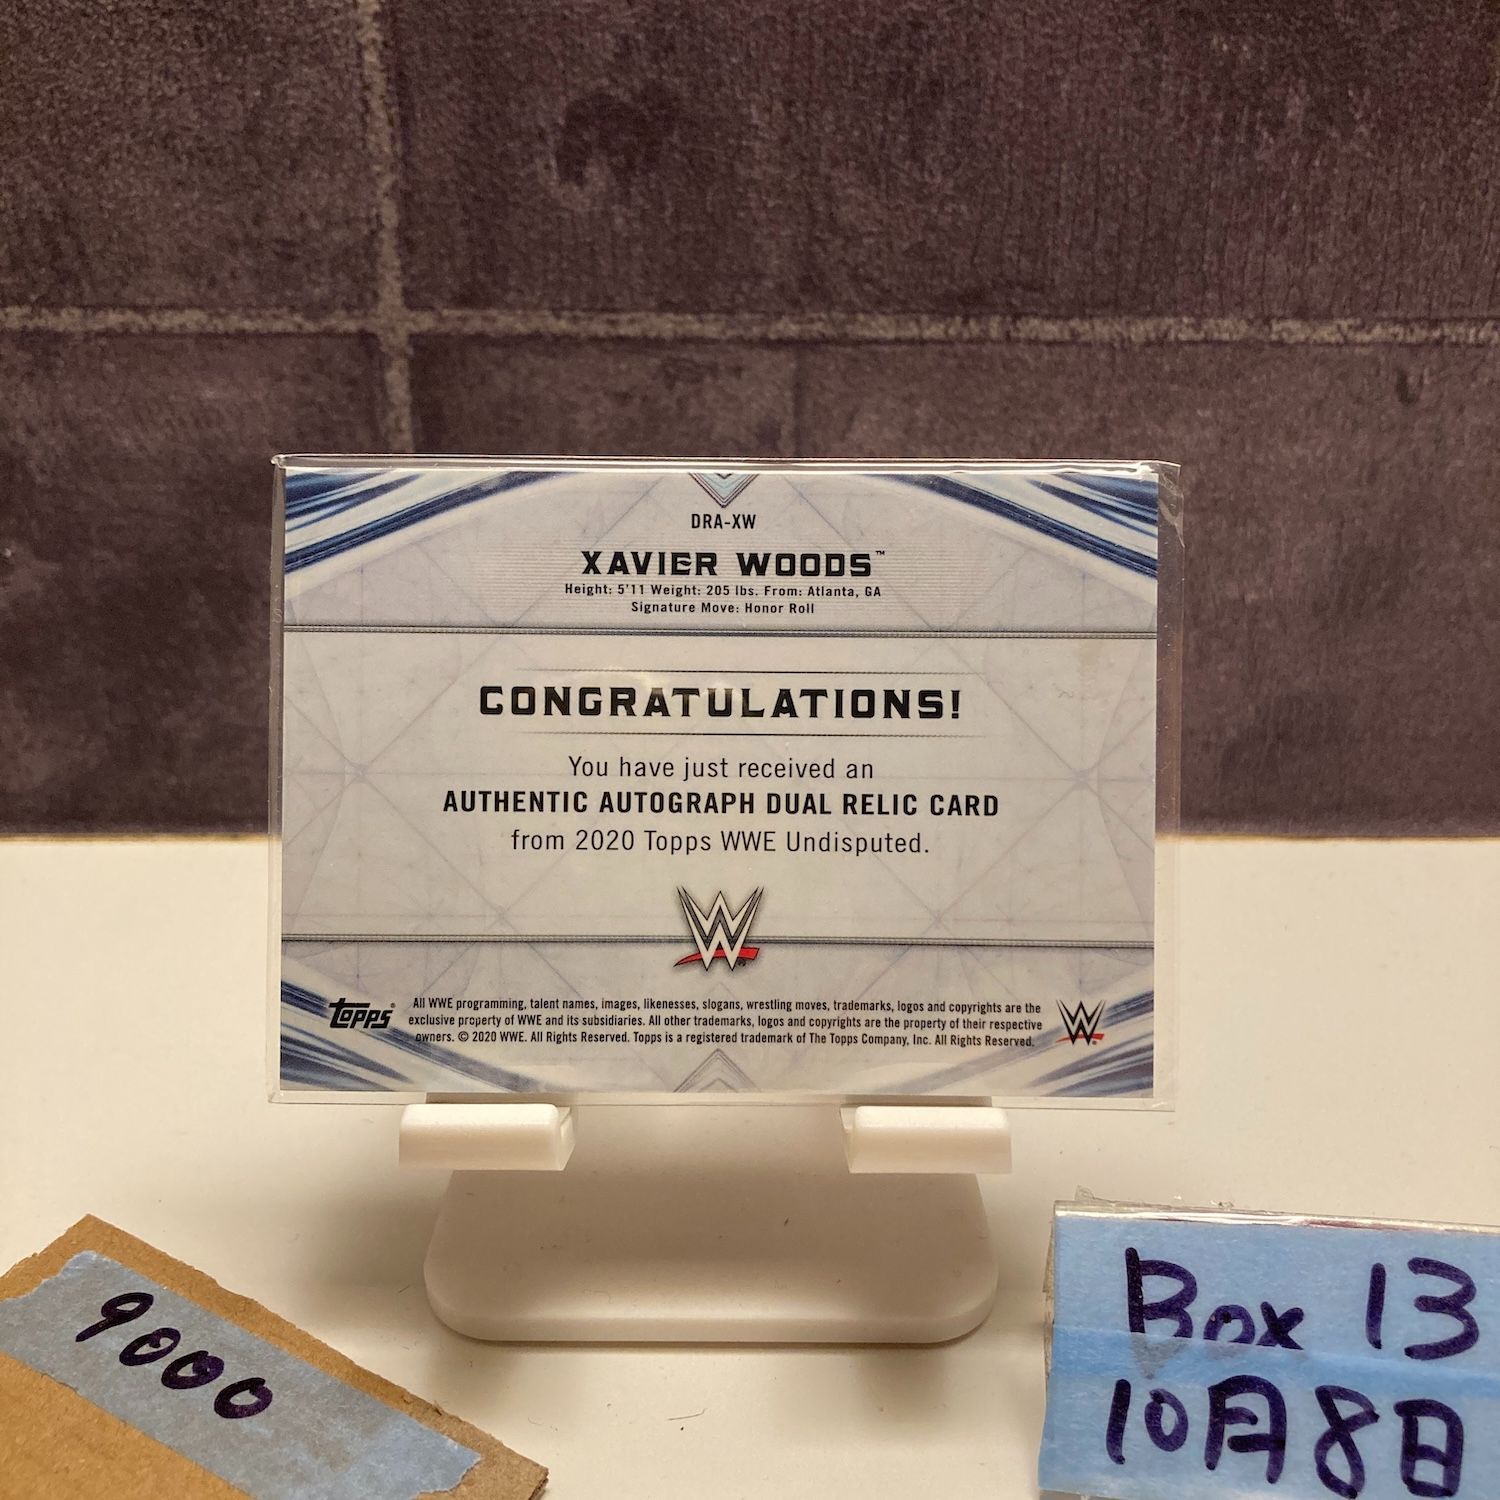 DRA-XW
XAVIER WOODS™
Height: 5'11 Weight: 205 lbs. From: Atlanta, GA
Signature Move: Honor Roll
CONGRATULATIONS!
You have just received an
AUTHENTIC AUTOGRAPH DUAL RELIC CARD
from 2020 Topps WWE Undisputed.
W
topps®
All WWE programming, talent names, images, likenesses, slogans, wrestling moves, trademarks, logos and copyrights are the
exclusive property of WWE and its subsidiaries. All other trademarks, logos and copyrights are the property of their respective
owners. © 2020 WWE. All Rights Reserved. Topps is a registered trademark of The Topps Company, Inc. All Rights Reserved.
W
9000
Box 13
10月8日